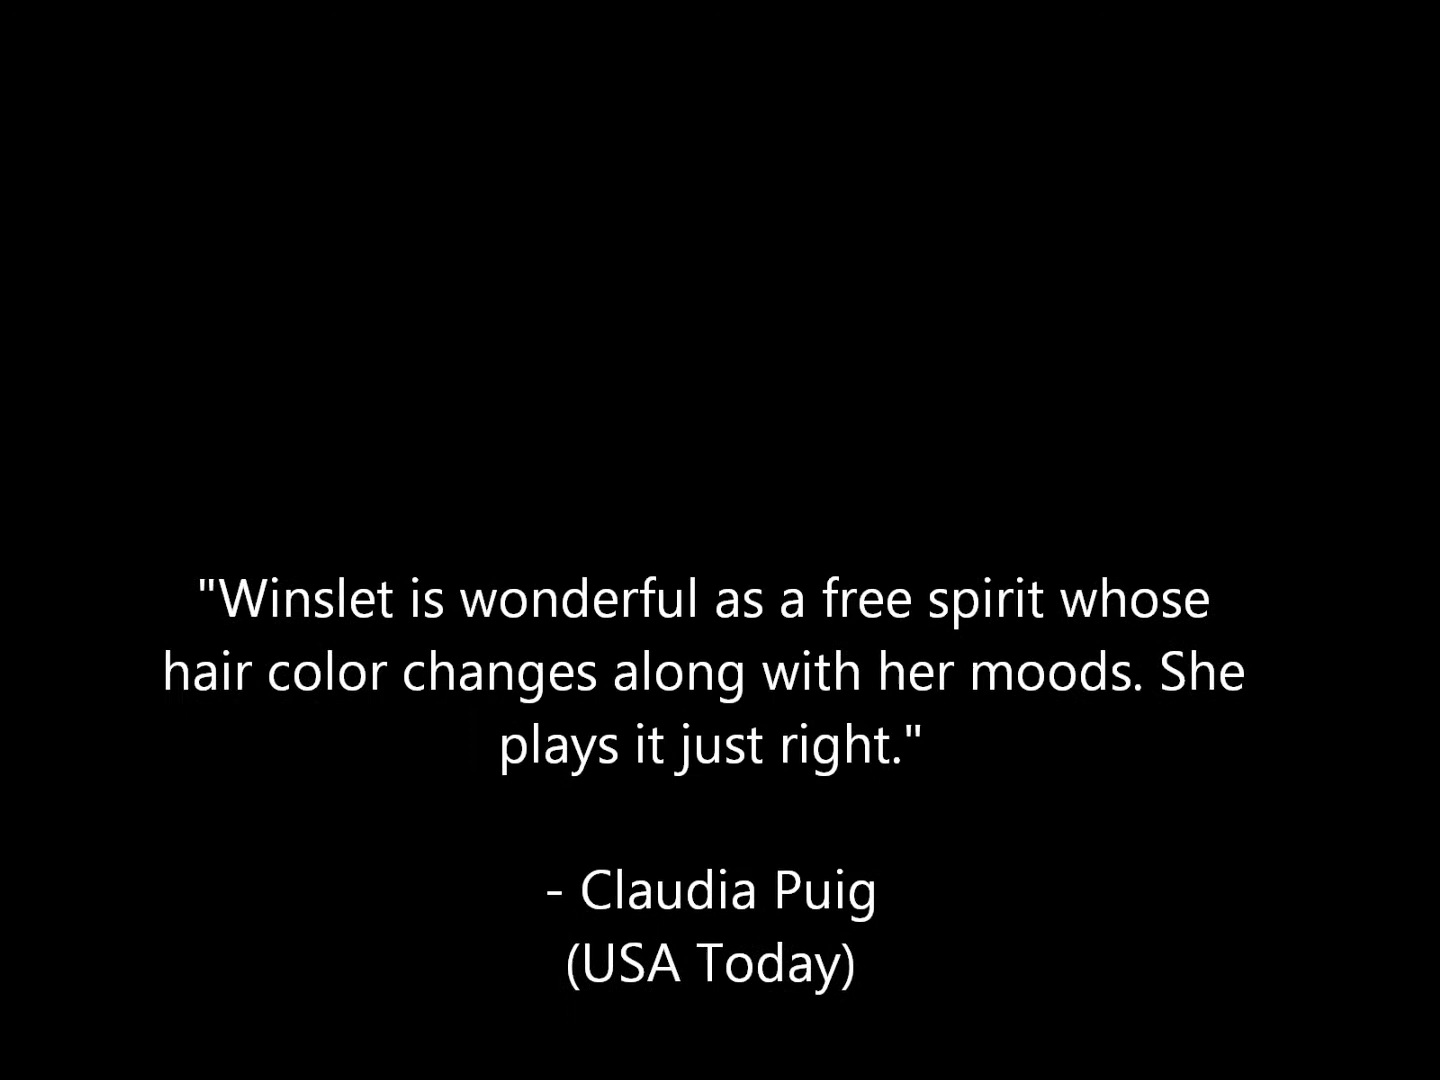 "Winslet is wonderful as a free spirit whose
hair color changes along with her moods. She
plays it just right."
- Claudia Puig
(USA Today)